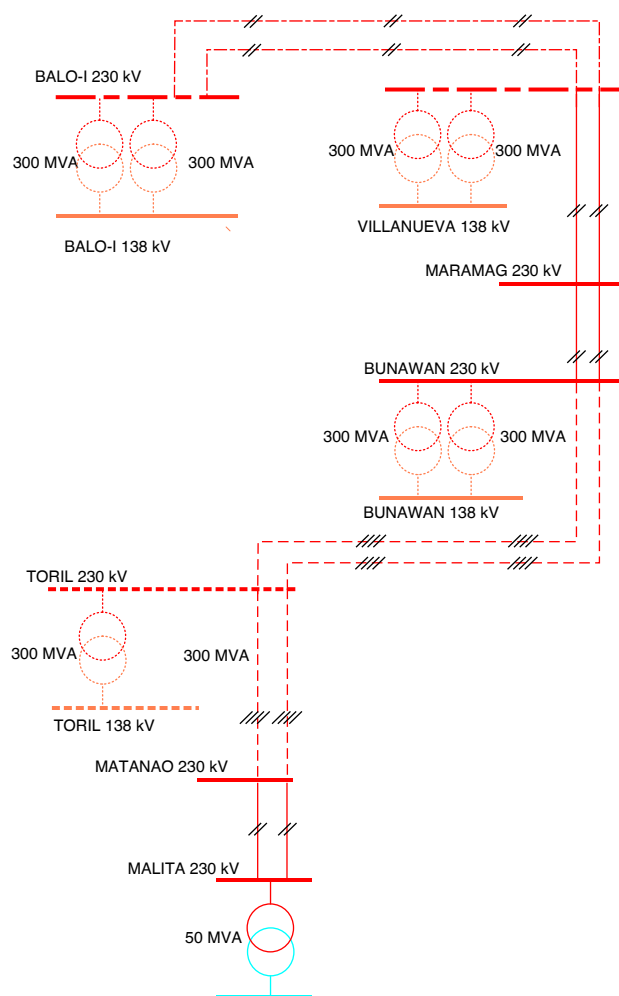 BALO-I 230 kV
300 MVA
300 MVA
300 MVA
300 MVA
BALO-I 138 kV
VILLANUEVA 138 kV
MARAMAG 230 kV
BUNAWAN 230 kV
300 MVA
300 MVA
BUNAWAN 138 kV
TORIL 230 kV
300 MVA
300 MVA
TORIL 138 kV
MATANAO 230 kV
MALITA 230 kV
50 MVA